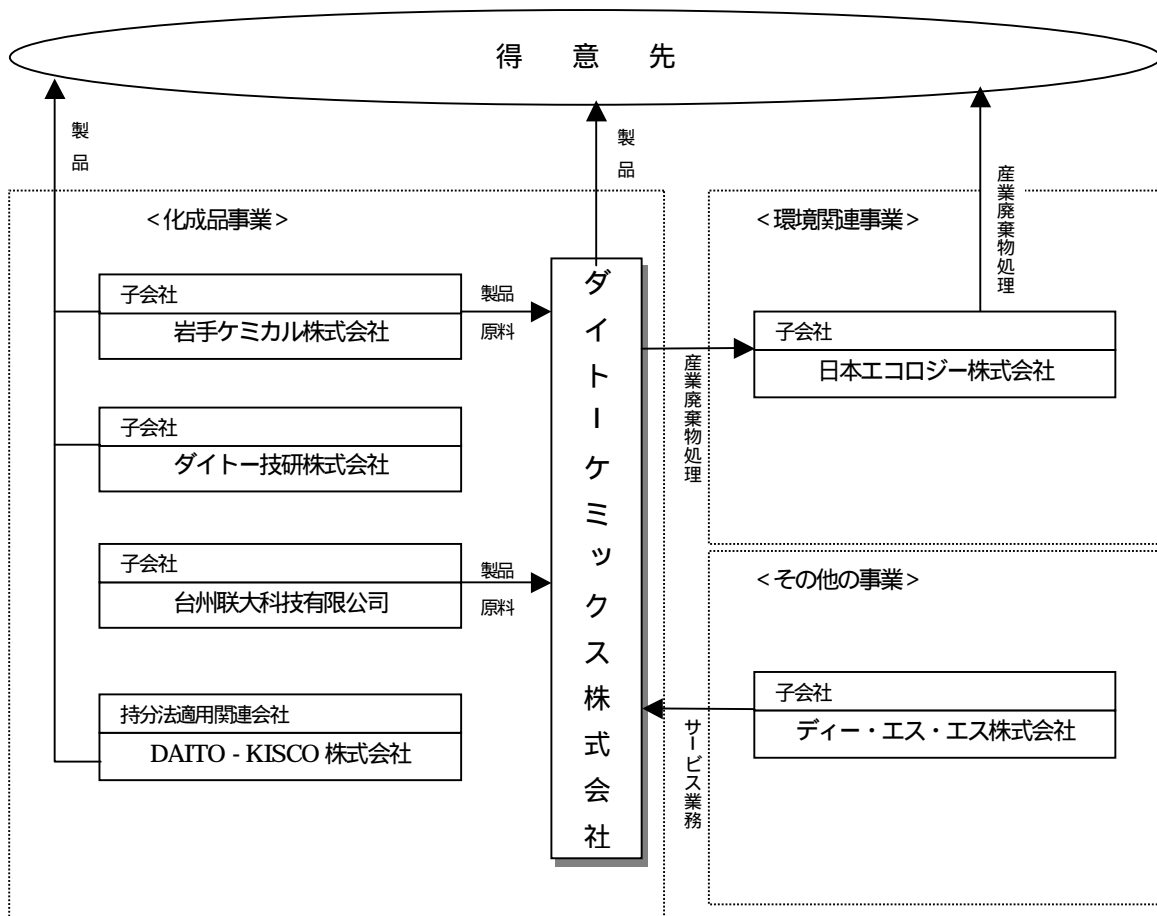 得 意 先
製品
製品
産業廃棄物処理
<化成品事業>
<環境関連事業>
子会社
岩手ケミカル株式会社
製品
原料
ダイトーケミックス株式会社
産業廃棄物処理
子会社
日本エコロジー株式会社
子会社
ダイトー技研株式会社
子会社
台州联大科技有限公司
製品
原料
<その他の事業>
持分法適用関連会社
DAITO - KISCO 株式会社
サービス業務
子会社
ディー・エス・エス株式会社